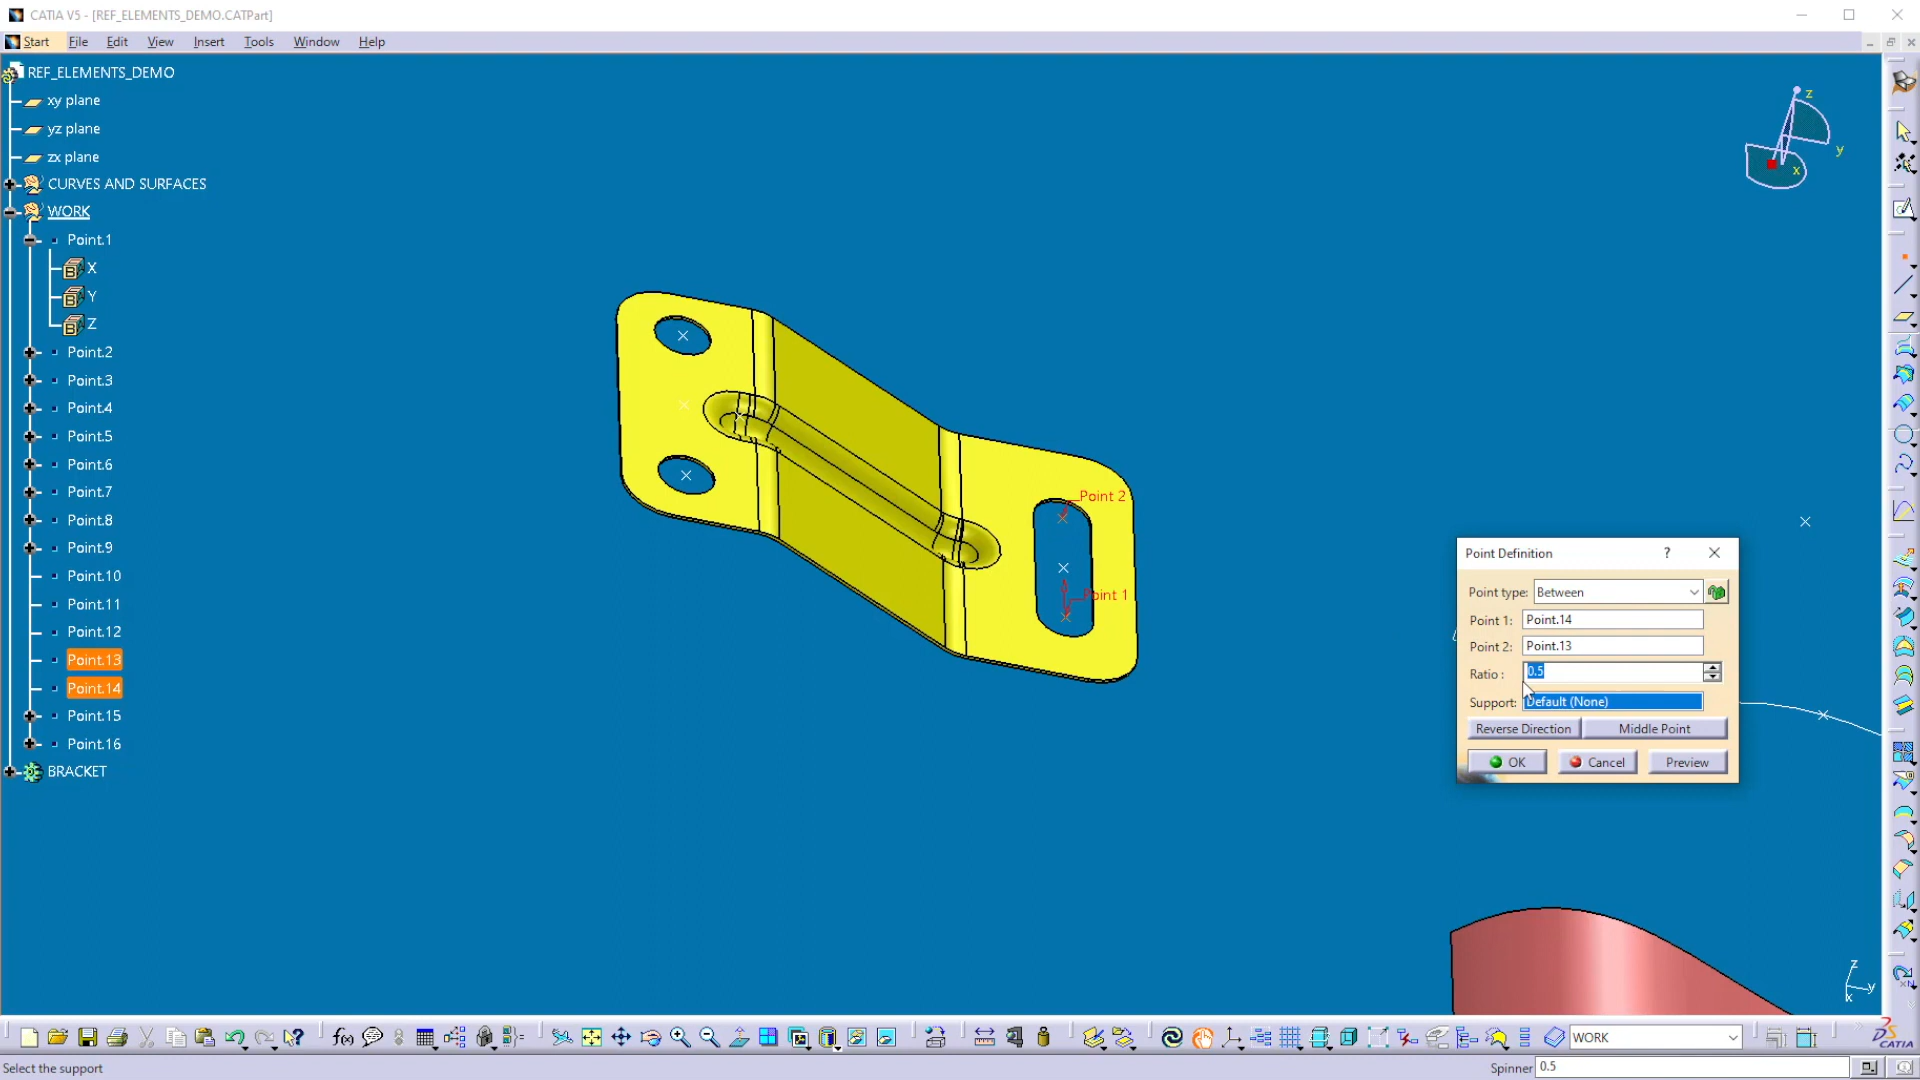 CATIA V5 - [REF_ELEMENTS_DEMO.CATPart]
Start File Edit View Insert Tools Window Help
REF_ELEMENTS_DEMO
xy plane
yz plane
zx plane
CURVES AND SURFACES
WORK
Point.1
X
Y
Z
Point.2
Point.3
Point.4
Point.5
Point.6
Point.7
Point.8
Point.9
Point.10
Point.11
Point.12
Point.13
Point.14
Point.15
Point.16
BRACKET
z
y
x
Point 2
Point 1
Point Definition ?
Point type: Between
Point 1: Point.14
Point 2: Point.13
Ratio : 0.5
Support: Default (None)
Reverse Direction Middle Point
OK Cancel Preview
z
y
x
WORK
CATIA
Select the support
Spinner 0.5